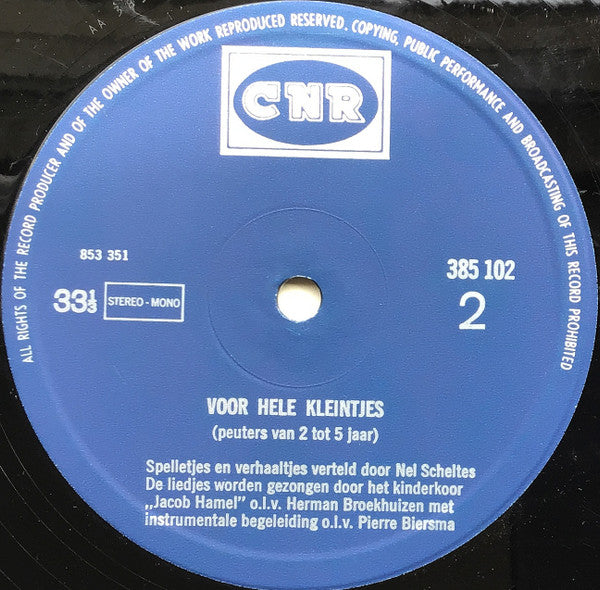 ALL RIGHTS OF THE RECORD PRODUCER AND OF THE OWNER OF THE WORK REPRODUCED RESERVED. COPYING, PUBLIC PERFORMANCE AND BROADCASTING OF THIS RECORD PROHIBITED
CNR
853 351
385 102
33⅓ STEREO - MONO
2
VOOR HELE KLEINTJES
(peuters van 2 tot 5 jaar)
Spelletjes en verhaaltjes verteld door Nel Scheltes
De liedjes worden gezongen door het kinderkoor
„Jacob Hamel" o.l.v. Herman Broekhuizen met
instrumentale begeleiding o.l.v. Pierre Biersma